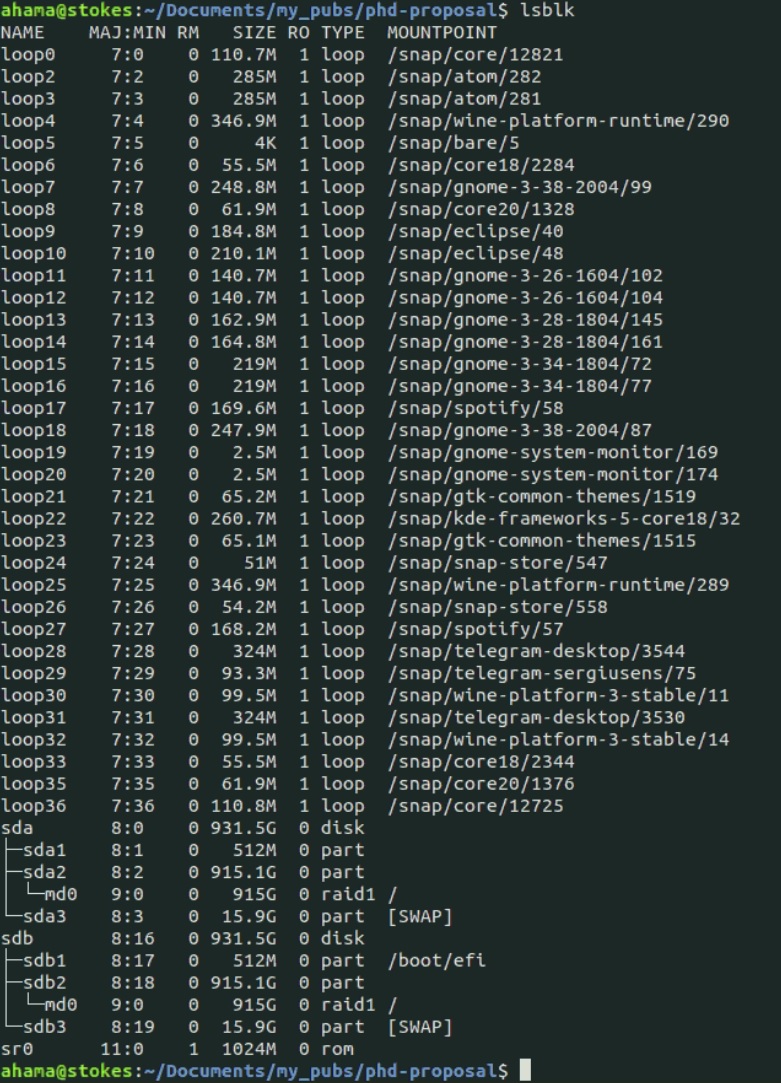 ahama@stokes:~/Documents/my_pubs/phd-proposal$ lsblk
NAME    MAJ:MIN RM   SIZE RO TYPE  MOUNTPOINT
loop0     7:0    0 110.7M  1 loop  /snap/core/12821
loop2     7:2    0   285M  1 loop  /snap/atom/282
loop3     7:3    0   285M  1 loop  /snap/atom/281
loop4     7:4    0 346.9M  1 loop  /snap/wine-platform-runtime/290
loop5     7:5    0     4K  1 loop  /snap/bare/5
loop6     7:6    0  55.5M  1 loop  /snap/core18/2284
loop7     7:7    0 248.8M  1 loop  /snap/gnome-3-38-2004/99
loop8     7:8    0  61.9M  1 loop  /snap/core20/1328
loop9     7:9    0 184.8M  1 loop  /snap/eclipse/40
loop10    7:10   0 210.1M  1 loop  /snap/eclipse/48
loop11    7:11   0 140.7M  1 loop  /snap/gnome-3-26-1604/102
loop12    7:12   0 140.7M  1 loop  /snap/gnome-3-26-1604/104
loop13    7:13   0 162.9M  1 loop  /snap/gnome-3-28-1804/145
loop14    7:14   0 164.8M  1 loop  /snap/gnome-3-28-1804/161
loop15    7:15   0   219M  1 loop  /snap/gnome-3-34-1804/72
loop16    7:16   0   219M  1 loop  /snap/gnome-3-34-1804/77
loop17    7:17   0 169.6M  1 loop  /snap/spotify/58
loop18    7:18   0 247.9M  1 loop  /snap/gnome-3-38-2004/87
loop19    7:19   0   2.5M  1 loop  /snap/gnome-system-monitor/169
loop20    7:20   0   2.5M  1 loop  /snap/gnome-system-monitor/174
loop21    7:21   0  65.2M  1 loop  /snap/gtk-common-themes/1519
loop22    7:22   0 260.7M  1 loop  /snap/kde-frameworks-5-core18/32
loop23    7:23   0  65.1M  1 loop  /snap/gtk-common-themes/1515
loop24    7:24   0    51M  1 loop  /snap/snap-store/547
loop25    7:25   0 346.9M  1 loop  /snap/wine-platform-runtime/289
loop26    7:26   0  54.2M  1 loop  /snap/snap-store/558
loop27    7:27   0 168.2M  1 loop  /snap/spotify/57
loop28    7:28   0   324M  1 loop  /snap/telegram-desktop/3544
loop29    7:29   0  93.3M  1 loop  /snap/telegram-sergiusens/75
loop30    7:30   0  99.5M  1 loop  /snap/wine-platform-3-stable/11
loop31    7:31   0   324M  1 loop  /snap/telegram-desktop/3530
loop32    7:32   0  99.5M  1 loop  /snap/wine-platform-3-stable/14
loop33    7:33   0  55.5M  1 loop  /snap/core18/2344
loop35    7:35   0  61.9M  1 loop  /snap/core20/1376
loop36    7:36   0 110.8M  1 loop  /snap/core/12725
sda       8:0    0 931.5G  0 disk
├─sda1    8:1    0   512M  0 part
├─sda2    8:2    0 915.1G  0 part
│ └─md0   9:0    0   915G  0 raid1 /
└─sda3    8:3    0  15.9G  0 part  [SWAP]
sdb       8:16   0 931.5G  0 disk
├─sdb1    8:17   0   512M  0 part  /boot/efi
├─sdb2    8:18   0 915.1G  0 part
│ └─md0   9:0    0   915G  0 raid1 /
└─sdb3    8:19   0  15.9G  0 part  [SWAP]
sr0      11:0    1  1024M  0 rom
ahama@stokes:~/Documents/my_pubs/phd-proposal$